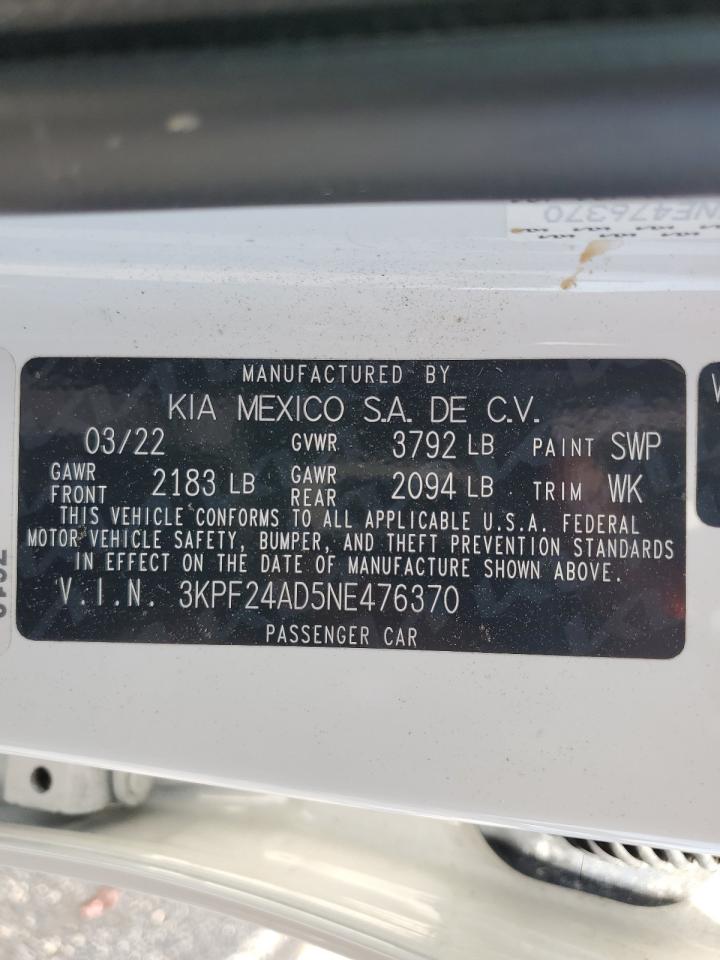 NE476370
MANUFACTURED BY
KIA MEXICO S.A. DE C.V.
03/22 GVWR 3792 LB PAINT SWP
GAWR FRONT 2183 LB GAWR REAR 2094 LB TRIM WK
THIS VEHICLE CONFORMS TO ALL APPLICABLE U.S.A. FEDERAL
MOTOR VEHICLE SAFETY, BUMPER, AND THEFT PREVENTION STANDARDS
IN EFFECT ON THE DATE OF MANUFACTURE SHOWN ABOVE.
V.I.N. 3KPF24AD5NE476370
PASSENGER CAR